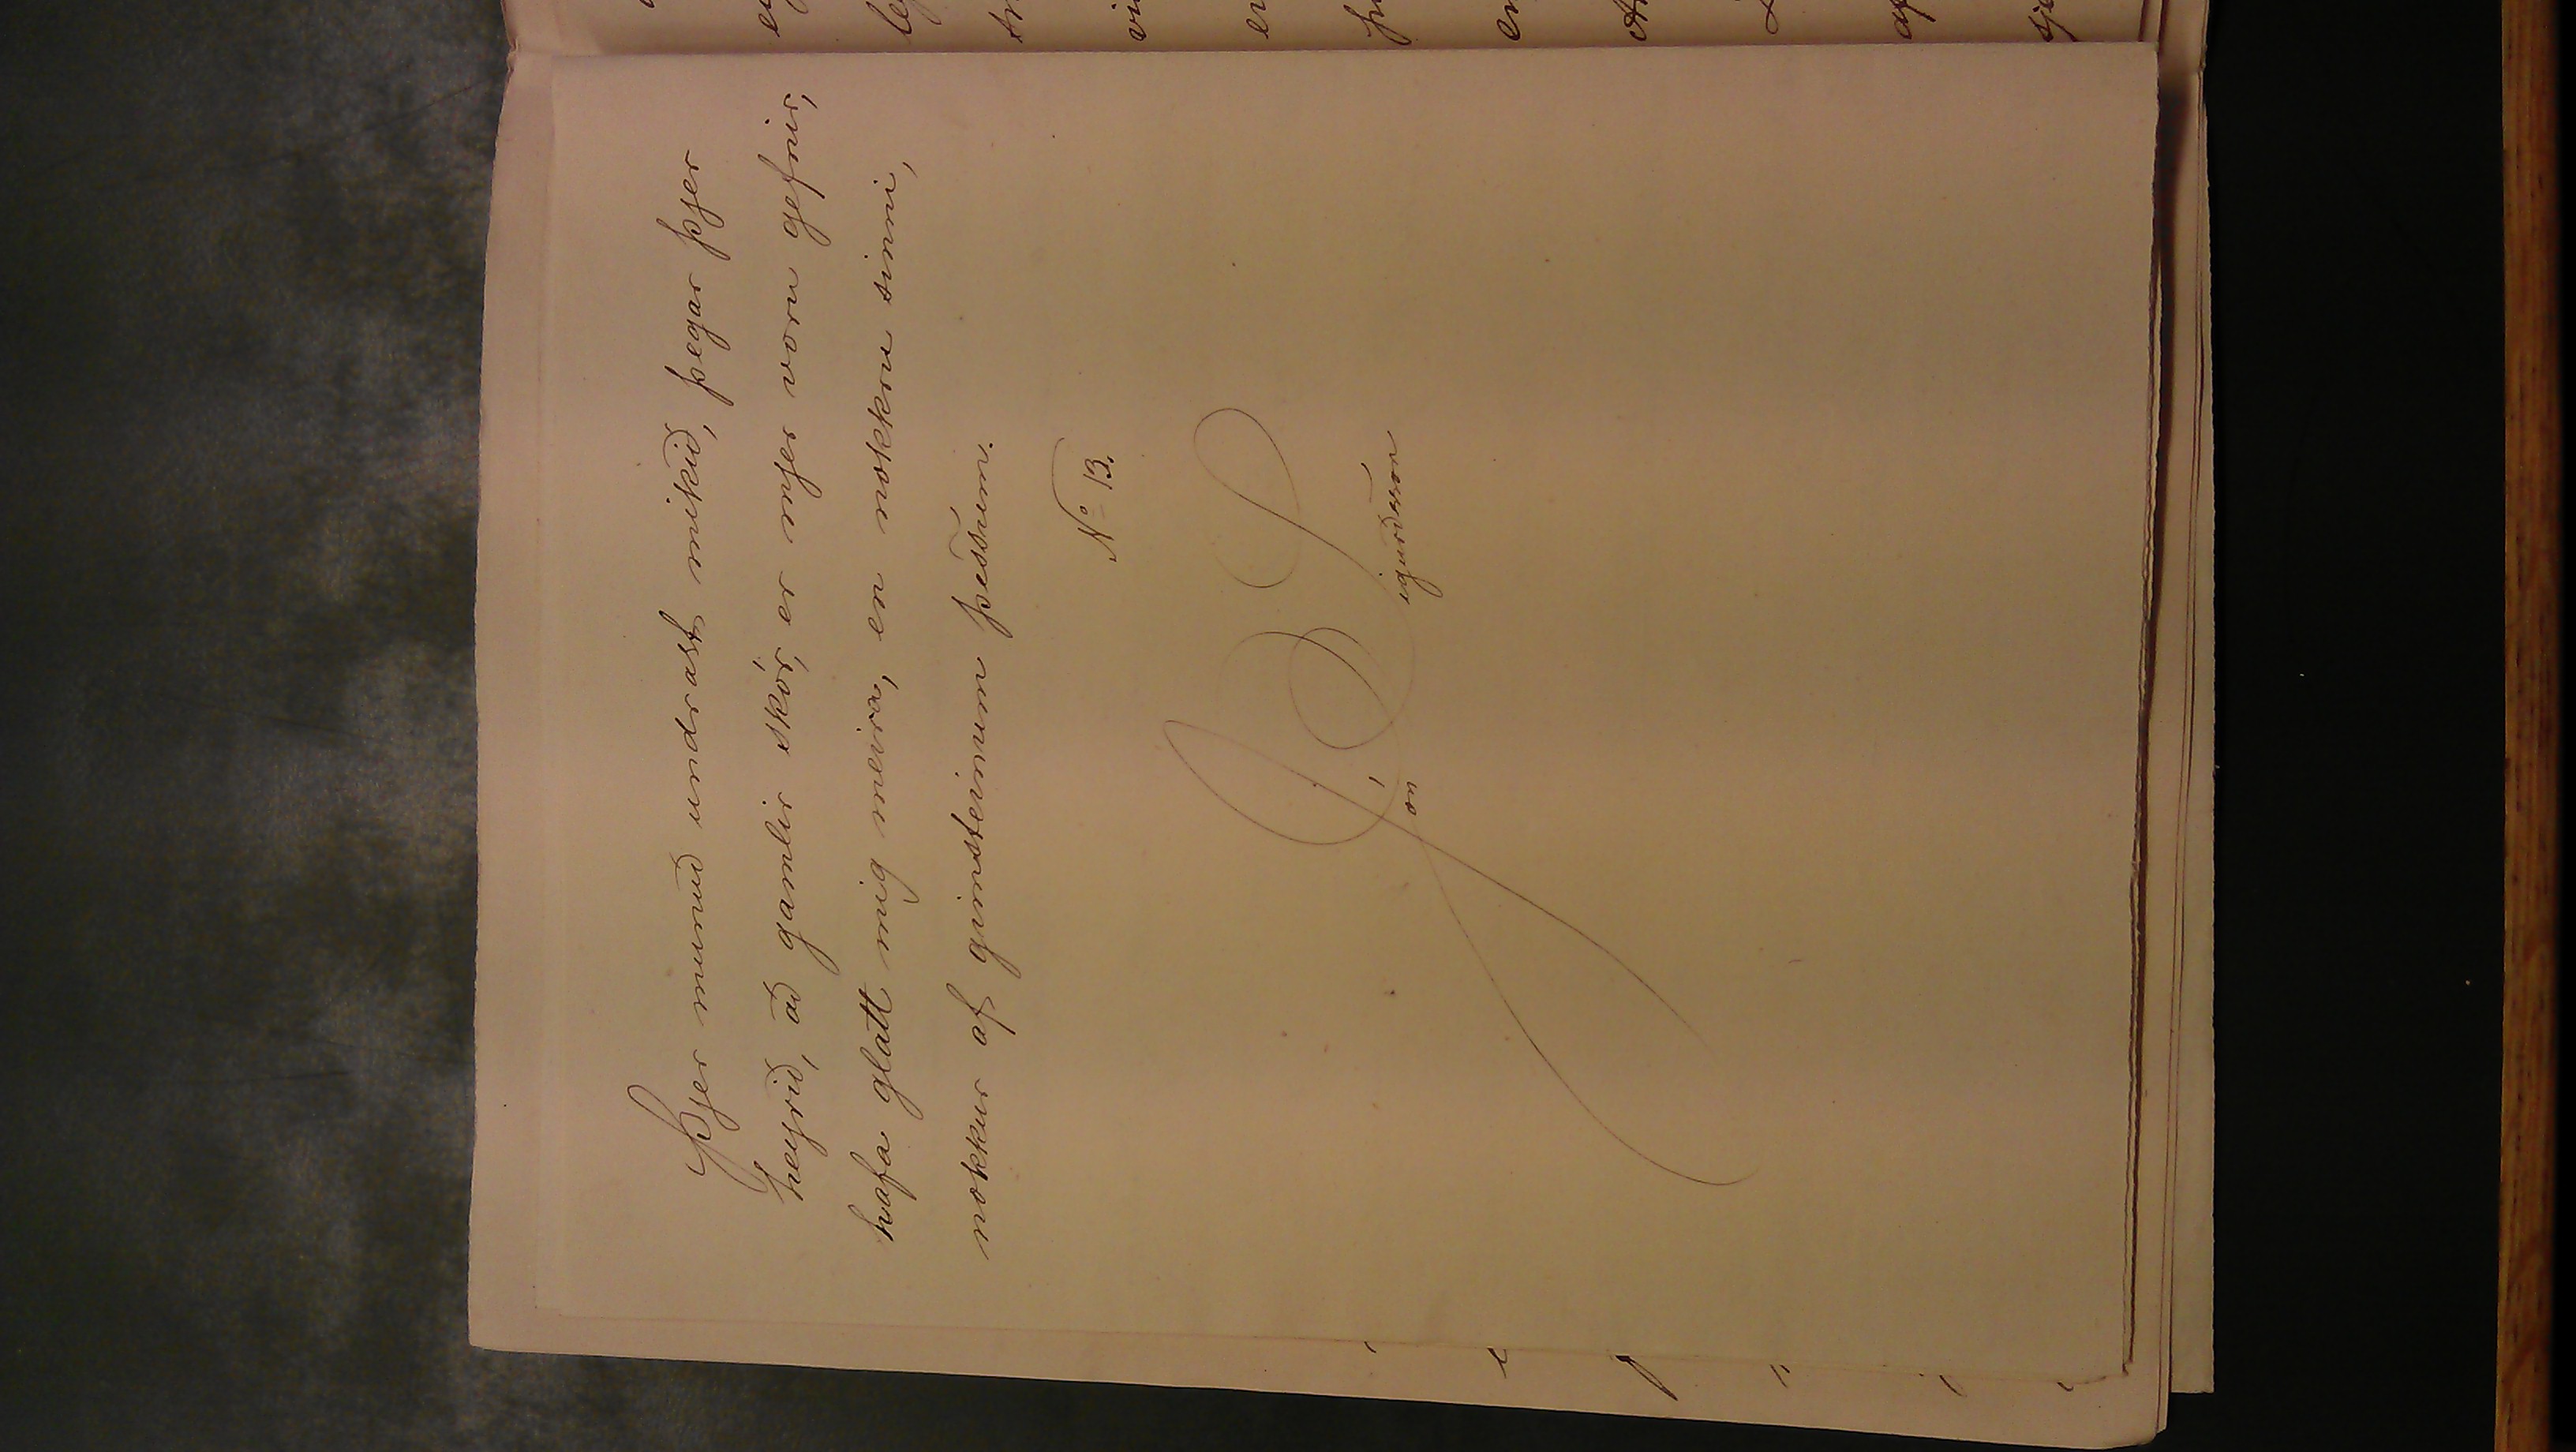 Þjer munuð undrast mikið, þegar þjer
heyrið, að gamlir skór, er mjer voru gefnir,
hafa glatt mig meira, en nokkru sinni,
nokkur af gimsteinum þessum.
No 13.
Jón Sigurðsson